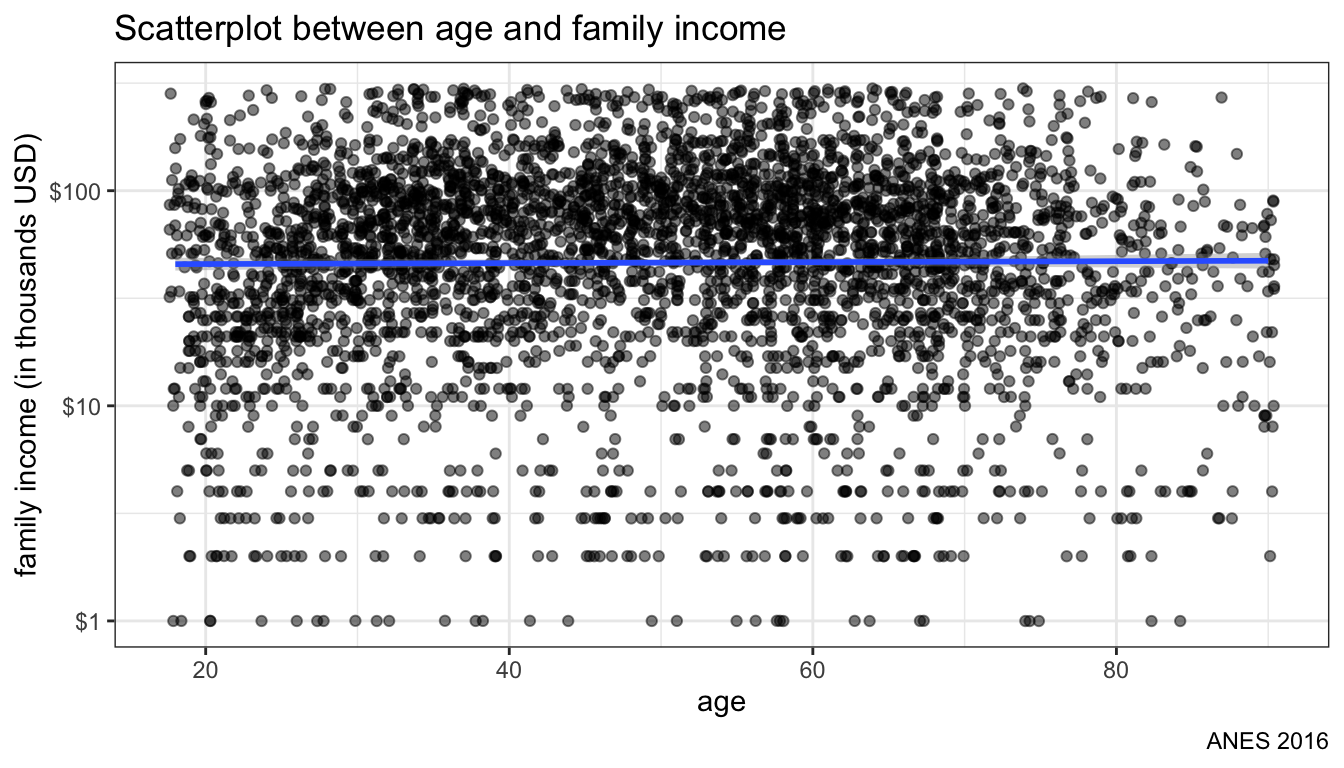 Scatterplot between age and family income
family income (in thousands USD)
$100
$10
$1
20 40 60 80
age
ANES 2016